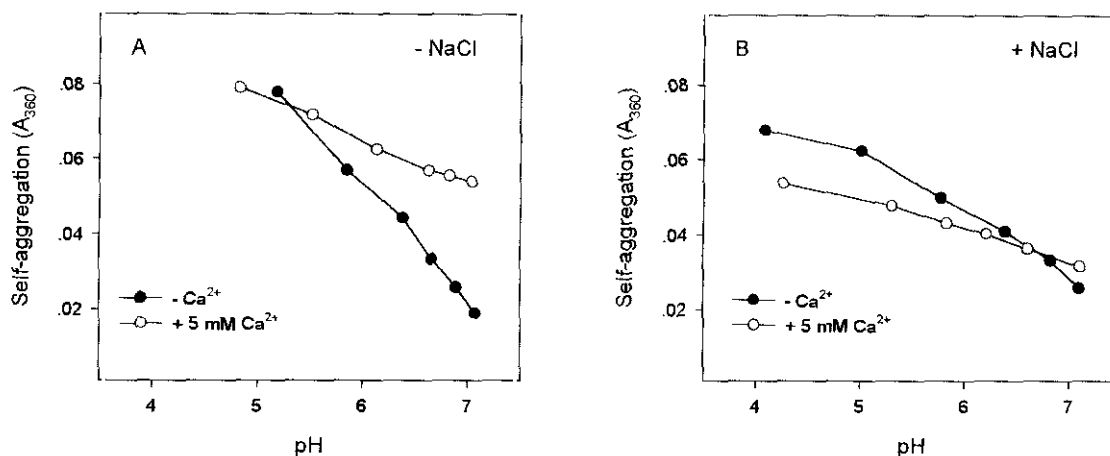 A - NaCl
Self-aggregation (A360)
.08
.06
.04
.02
- Ca2+
+ 5 mM Ca2+
4 5 6 7
pH
B + NaCl
Self-aggregation (A360)
.08
.06
.04
.02
- Ca2+
+ 5 mM Ca2+
4 5 6 7
pH